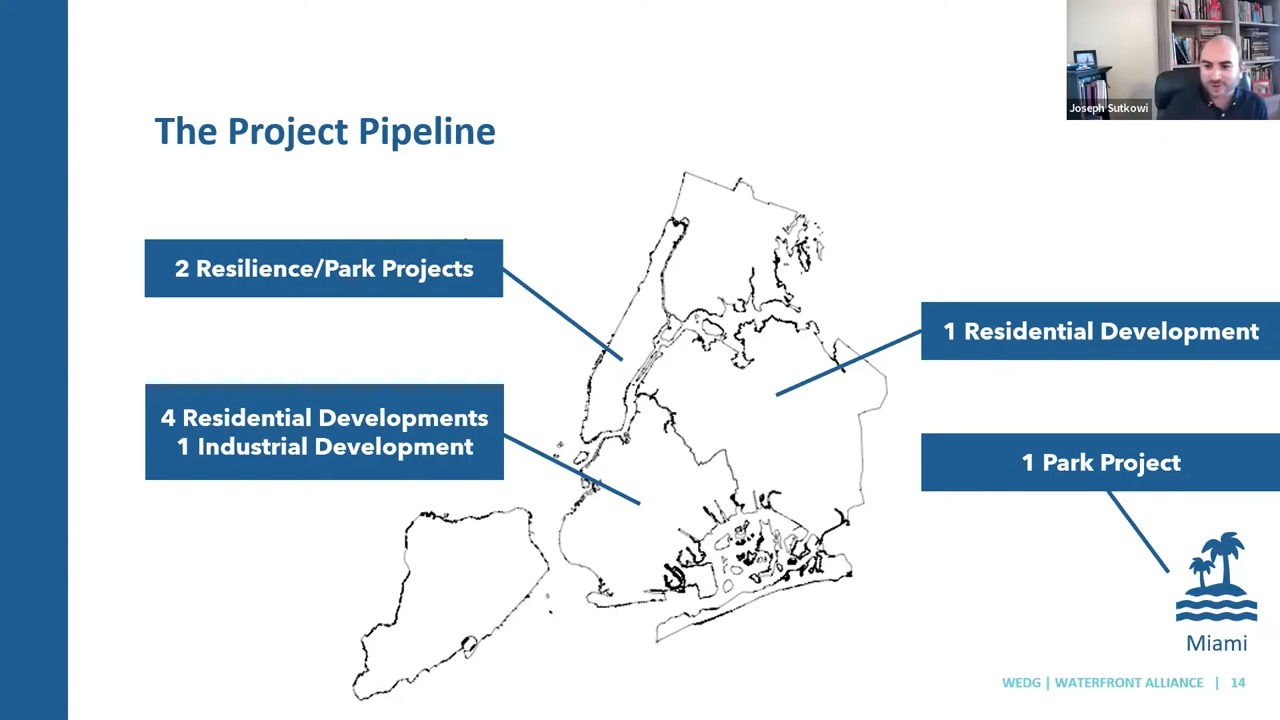 Joseph Sutkowi
The Project Pipeline
2 Resilience/Park Projects
1 Residential Development
4 Residential Developments
1 Industrial Development
1 Park Project
Miami
WEDG | WATERFRONT ALLIANCE | 14